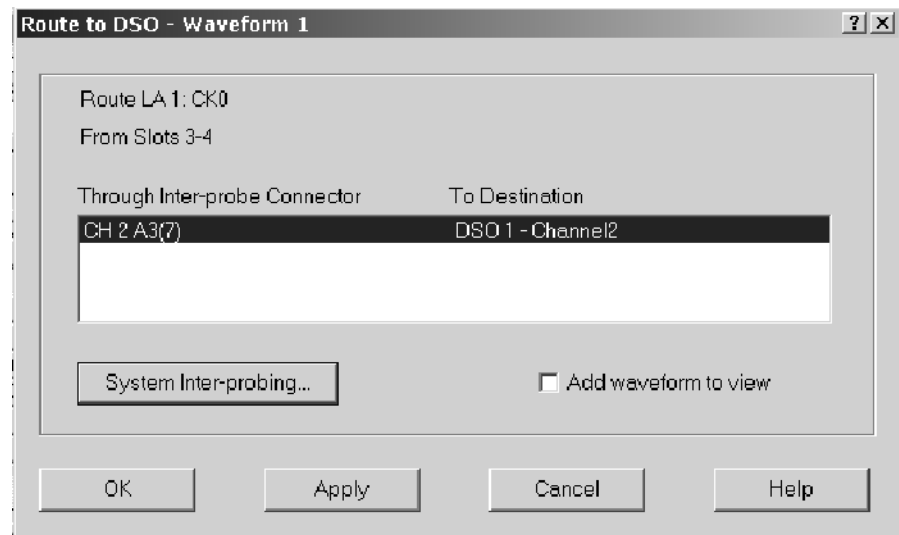 Route to DSO - Waveform 1
Route LA 1: CK0
From Slots 3-4
Through Inter-probe Connector To Destination
CH 2 A3(7) DSO 1 - Channel2
System Inter-probing... Add waveform to view
OK Apply Cancel Help